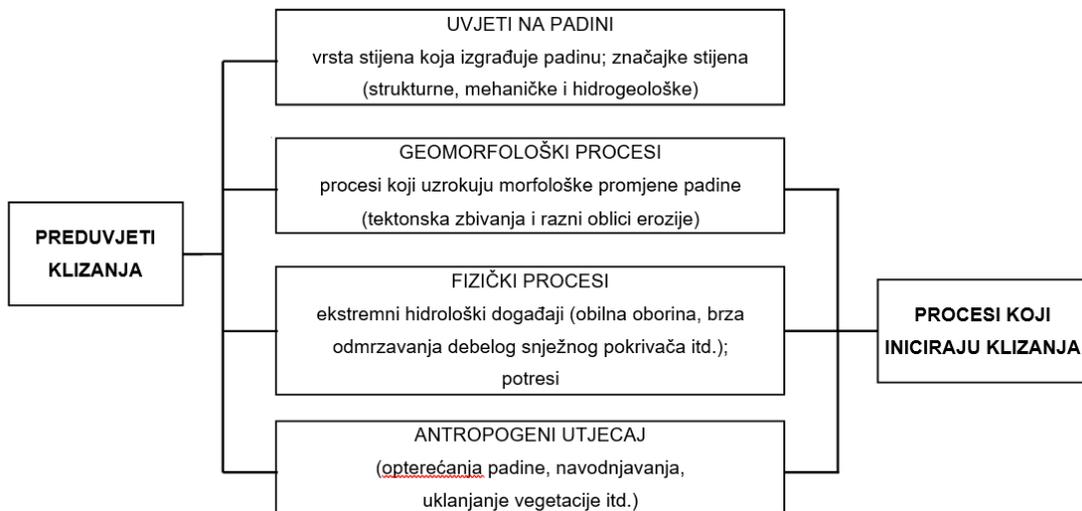 UVJETI NA PADINI
vrsta stijena koja izgrađuje padinu; značajke stijena
(strukturne, mehaničke i hidrogeološke)
GEOMORFOLOŠKI PROCESI
procesi koji uzrokuju morfološke promjene padine
(tektonska zbivanja i razni oblici erozije)
PREDUVJETI
KLIZANJA
FIZIČKI PROCESI
ekstremni hidrološki događaji (obilna oborina, brza
odmrzavanja debelog snježnog pokrivača itd.);
potresi
PROCESI KOJI
INICIRAJU KLIZANJA
ANTROPOGENI UTJECAJ
(opterećanja padine, navodnjavanja,
uklanjanje vegetacije itd.)